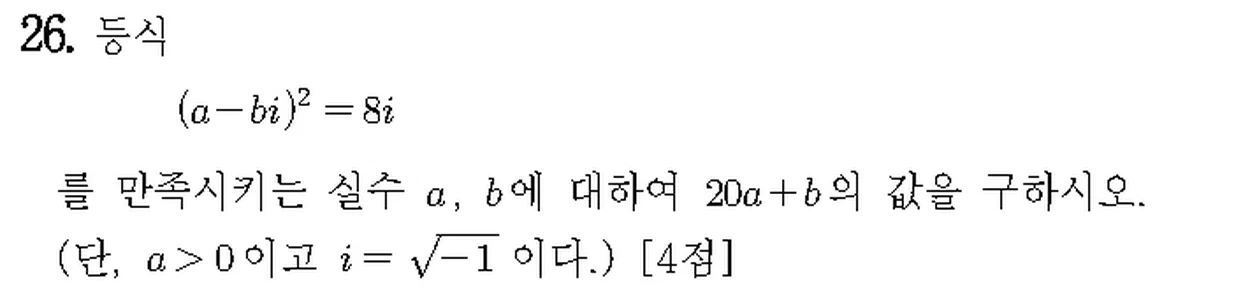 26. 등식
(a−bi)² = 8i
를 만족시키는 실수 a, b에 대하여 20a+b의 값을 구하시오.
(단, a>0이고 i= √−1 이다.) [4점]